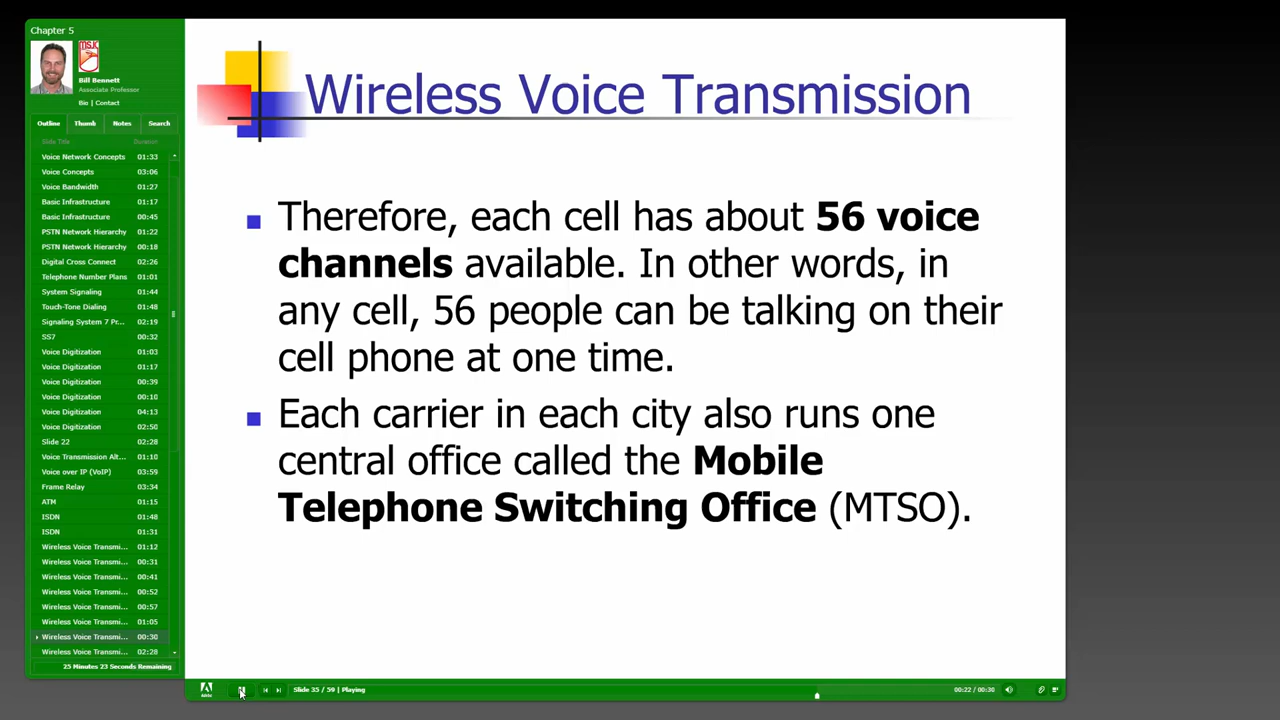 Chapter 5
Bill Bennett
Associate Professor
Bio | Contact
Outline Thumb Notes Search
Slide Title Duration
Voice Network Concepts 01:33
Voice Concepts 03:06
Voice Bandwidth 01:27
Basic Infrastructure 01:17
Basic Infrastructure 00:45
PSTN Network Hierarchy 01:22
PSTN Network Hierarchy 00:18
Digital Cross Connect 02:26
Telephone Number Plans 01:01
System Signaling 01:44
Touch-Tone Dialing 01:48
Signaling System 7 Pr... 02:19
SS7 00:32
Voice Digitization 01:03
Voice Digitization 01:17
Voice Digitization 00:39
Voice Digitization 00:10
Voice Digitization 04:13
Voice Digitization 02:50
Slide 22 02:28
Voice Transmission Alt... 01:10
Voice over IP (VoIP) 03:59
Frame Relay 03:34
ATM 01:15
ISDN 01:48
ISDN 01:31
Wireless Voice Transmi... 01:12
Wireless Voice Transmi... 00:31
Wireless Voice Transmi... 00:41
Wireless Voice Transmi... 00:52
Wireless Voice Transmi... 00:57
Wireless Voice Transmi... 01:05
Wireless Voice Transmi... 00:30
Wireless Voice Transmi... 02:28
25 Minutes 23 Seconds Remaining
Wireless Voice Transmission
Therefore, each cell has about 56 voice
channels available. In other words, in
any cell, 56 people can be talking on their
cell phone at one time.
Each carrier in each city also runs one
central office called the Mobile
Telephone Switching Office (MTSO).
Slide 35 / 59 | Playing
00:22 / 00:30